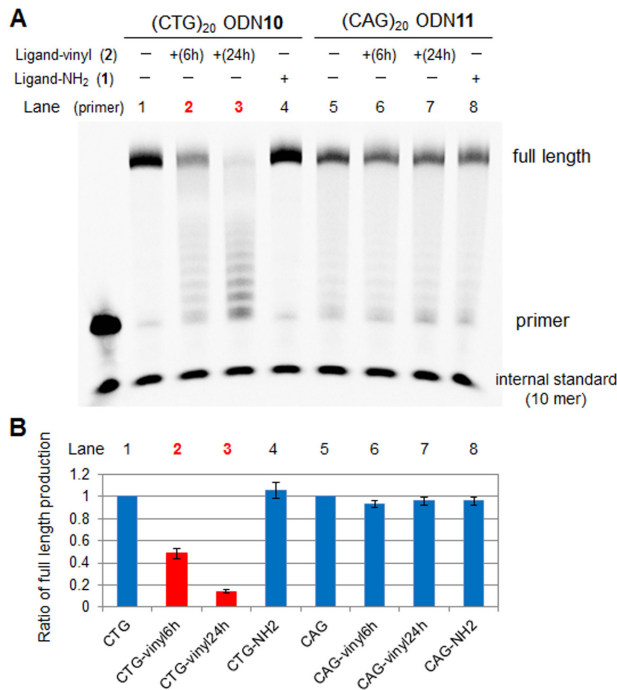 A
(CTG)20 ODN10 (CAG)20 ODN11
Ligand-vinyl (2) − +(6h) +(24h) − − +(6h) +(24h) −
Ligand-NH2 (1) − − − + − − − +
Lane (primer) 1 2 3 4 5 6 7 8
full length
primer
internal standard
(10 mer)
B
Lane 1 2 3 4 5 6 7 8
Ratio of full length production
1.2
1
0.8
0.6
0.4
0.2
0
CTG
CTG-vinyl6h
CTG-vinyl24h
CTG-NH2
CAG
CAG-vinyl6h
CAG-vinyl24h
CAG-NH2